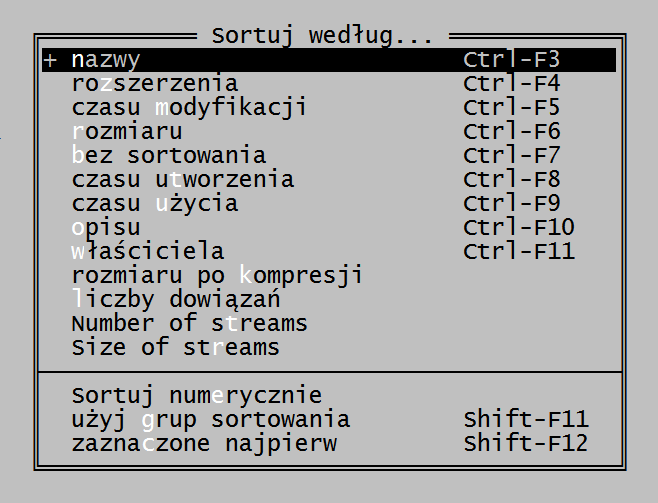 Sortuj według...
+ nazwy Ctrl-F3
rozszerzenia Ctrl-F4
czasu modyfikacji Ctrl-F5
rozmiaru Ctrl-F6
bez sortowania Ctrl-F7
czasu utworzenia Ctrl-F8
czasu użycia Ctrl-F9
opisu Ctrl-F10
właściciela Ctrl-F11
rozmiaru po kompresji
liczby dowiązań
Number of streams
Size of streams
Sortuj numerycznie
użyj grup sortowania Shift-F11
zaznaczone najpierw Shift-F12